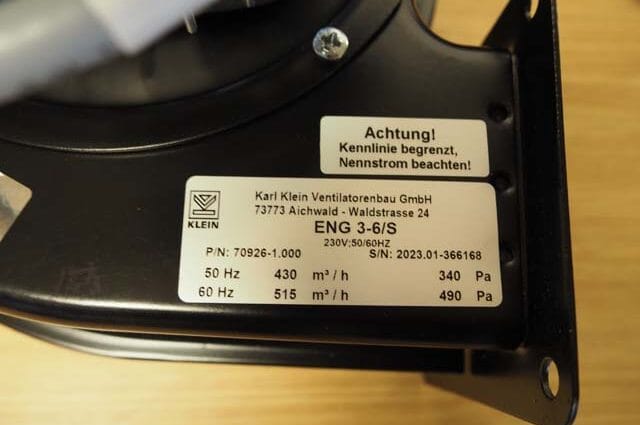 Achtung!
Kennlinie begrenzt,
Nennstrom beachten!
KLEIN
Karl Klein Ventilatorenbau GmbH
73773 Aichwald - Waldstrasse 24
ENG 3-6/S
230V;50/60HZ
P/N: 70926-1.000 S/N: 2023.01-366168
50 Hz 430 m³ / h 340 Pa
60 Hz 515 m³ / h 490 Pa